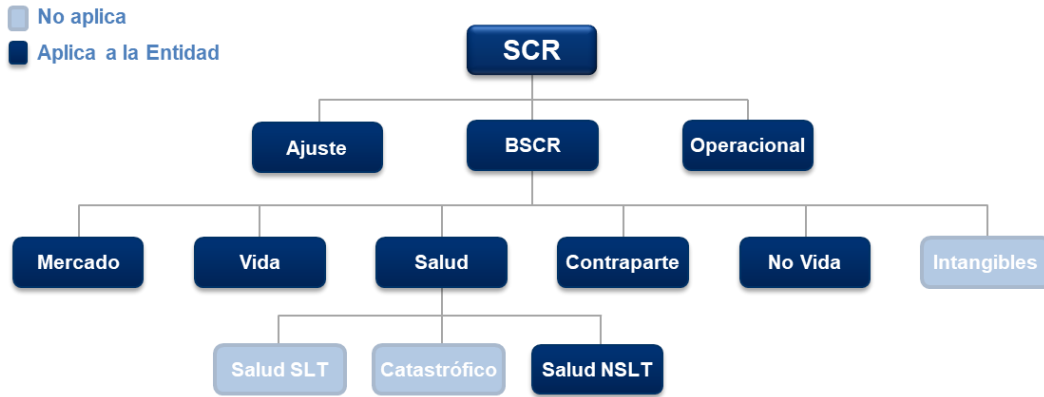 No aplica
Aplica a la Entidad
SCR
Ajuste
BSCR
Operacional
Mercado
Vida
Salud
Contraparte
No Vida
Intangibles
Salud SLT
Catastrófico
Salud NSLT